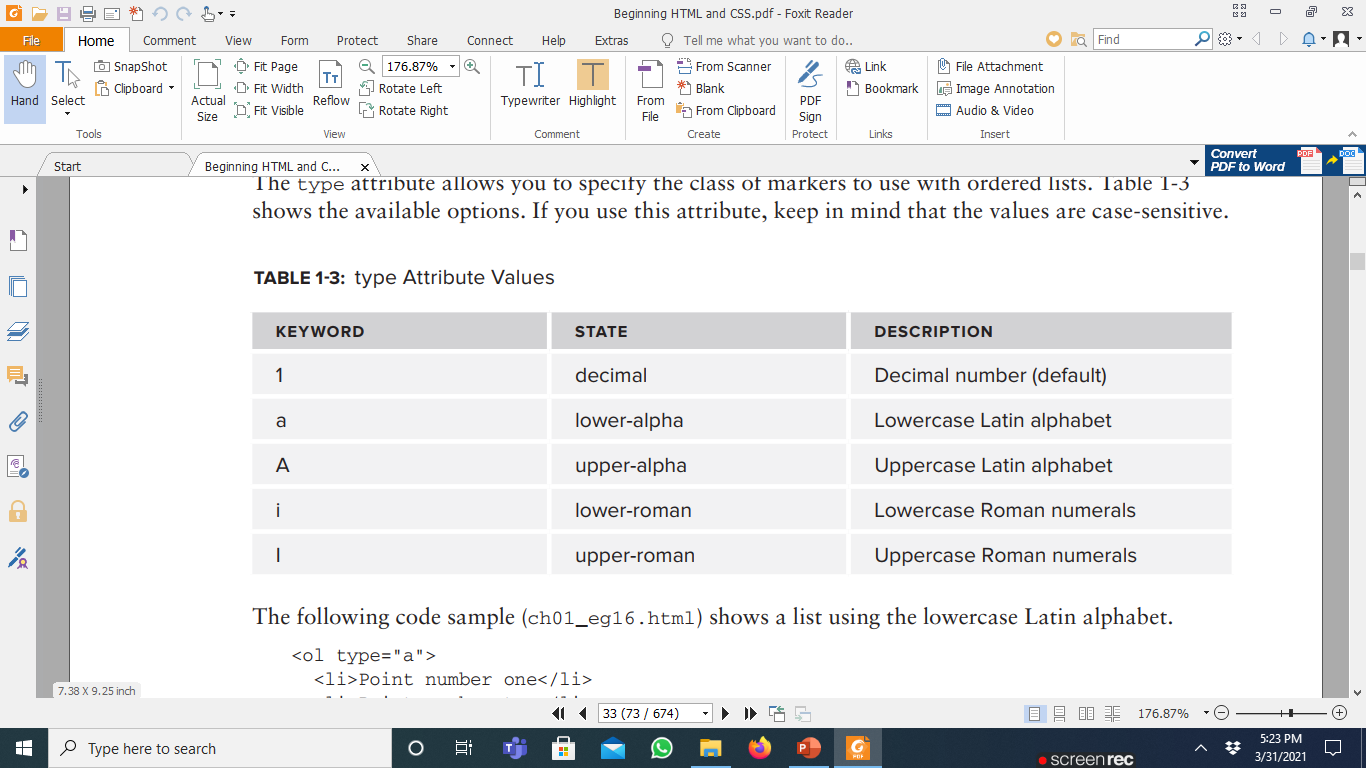 Beginning HTML and CSS.pdf - Foxit Reader
File Home Comment View Form Protect Share Connect Help Extras Tell me what you want to do.. Find
Hand
Select
SnapShot
Clipboard
Tools
Actual
Size
Fit Page
Fit Width
Fit Visible
Reflow
176.87%
Rotate Left
Rotate Right
View
Typewriter
Highlight
Comment
From
File
From Scanner
Blank
From Clipboard
Create
PDF
Sign
Protect
Link
Bookmark
Links
File Attachment
Image Annotation
Audio & Video
Insert
Start
Beginning HTML and C...
Convert
PDF to Word
PDF
DOC
The type attribute allows you to specify the class of markers to use with ordered lists. Table 1-3
shows the available options. If you use this attribute, keep in mind that the values are case-sensitive.
TABLE 1-3: type Attribute Values
KEYWORD STATE DESCRIPTION
1 decimal Decimal number (default)
a lower-alpha Lowercase Latin alphabet
A upper-alpha Uppercase Latin alphabet
i lower-roman Lowercase Roman numerals
I upper-roman Uppercase Roman numerals
The following code sample (ch01_eg16.html) shows a list using the lowercase Latin alphabet.
<ol type="a">
<li>Point number one</li>
7.38 X 9.25 inch
33 (73 / 674)
176.87%
Type here to search
5:23 PM
3/31/2021
screenrec